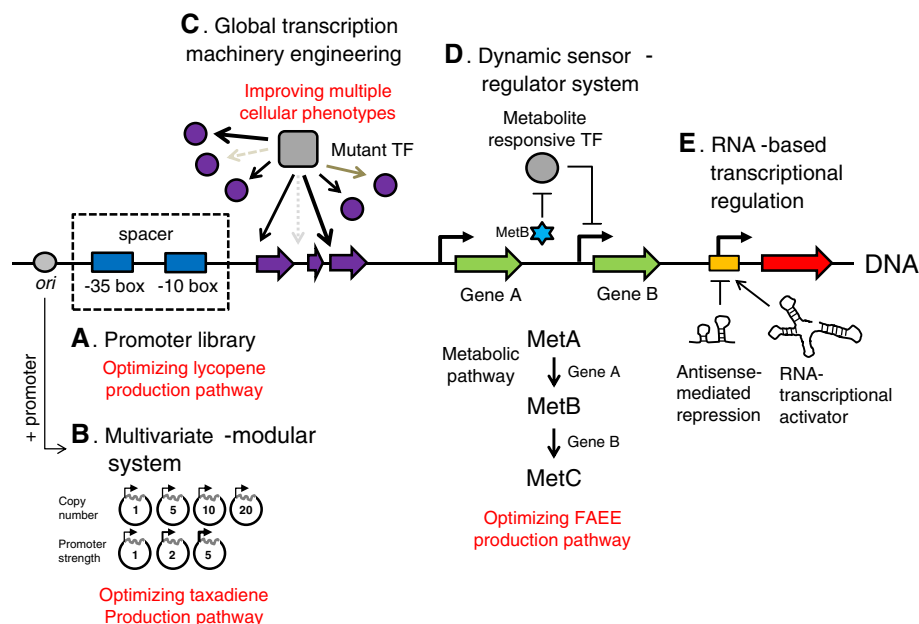 C. Global transcription
machinery engineering
Improving multiple
cellular phenotypes
Mutant TF
D. Dynamic sensor -
regulator system
Metabolite
responsive TF
MetB
E. RNA -based
transcriptional
regulation
spacer
ori
-35 box
-10 box
Gene A
Gene B
DNA
A. Promoter library
Optimizing lycopene
production pathway
+ promoter
B. Multivariate -modular
system
Copy
number
1
5
10
20
Promoter
strength
1
2
5
Optimizing taxadiene
Production pathway
Metabolic
pathway
MetA
Gene A
MetB
Gene B
MetC
Optimizing FAEE
production pathway
Antisense-
mediated
repression
RNA-
transcriptional
activator